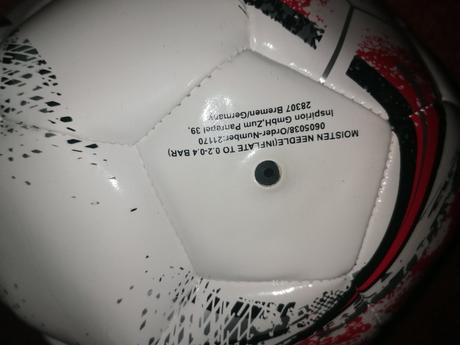 MOISTEN NEEDLE(INFLATE TO 0.2-0.4 BAR)
0605038/Order-Number:21170
Inspirion GmbH.Zum Panrepel 39,
28307 Bremen/Germany